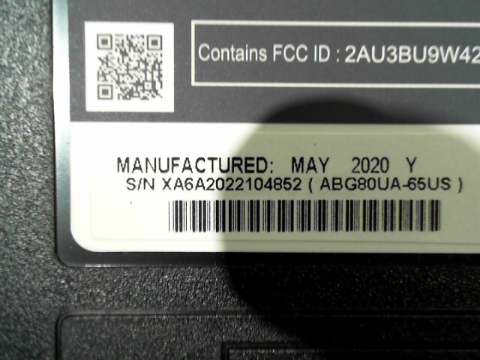 Contains FCC ID : 2AU3BU9W42
MANUFACTURED: MAY 2020 Y
S/N XA6A2022104852 ( ABG80UA-65US )